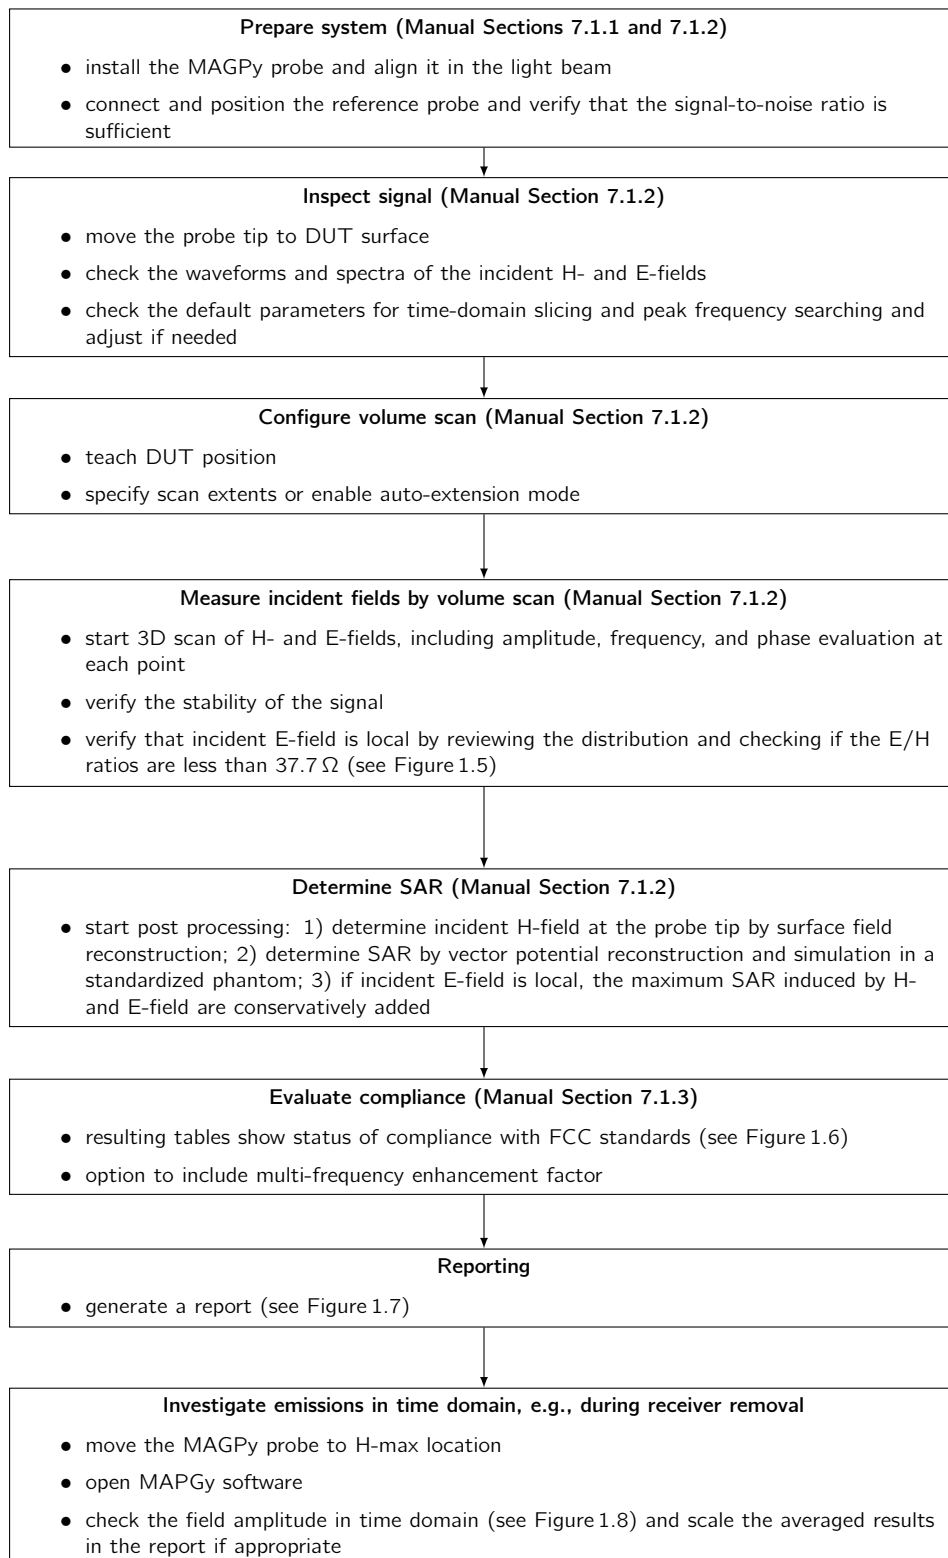 Prepare system (Manual Sections 7.1.1 and 7.1.2)
• install the MAGPy probe and align it in the light beam
• connect and position the reference probe and verify that the signal-to-noise ratio is
sufficient
Inspect signal (Manual Section 7.1.2)
• move the probe tip to DUT surface
• check the waveforms and spectra of the incident H- and E-fields
• check the default parameters for time-domain slicing and peak frequency searching and
adjust if needed
Configure volume scan (Manual Section 7.1.2)
• teach DUT position
• specify scan extents or enable auto-extension mode
Measure incident fields by volume scan (Manual Section 7.1.2)
• start 3D scan of H- and E-fields, including amplitude, frequency, and phase evaluation at
each point
• verify the stability of the signal
• verify that incident E-field is local by reviewing the distribution and checking if the E/H
ratios are less than 37.7 Ω (see Figure 1.5)
Determine SAR (Manual Section 7.1.2)
• start post processing: 1) determine incident H-field at the probe tip by surface field
reconstruction; 2) determine SAR by vector potential reconstruction and simulation in a
standardized phantom; 3) if incident E-field is local, the maximum SAR induced by H-
and E-field are conservatively added
Evaluate compliance (Manual Section 7.1.3)
• resulting tables show status of compliance with FCC standards (see Figure 1.6)
• option to include multi-frequency enhancement factor
Reporting
• generate a report (see Figure 1.7)
Investigate emissions in time domain, e.g., during receiver removal
• move the MAGPy probe to H-max location
• open MAPGy software
• check the field amplitude in time domain (see Figure 1.8) and scale the averaged results
in the report if appropriate